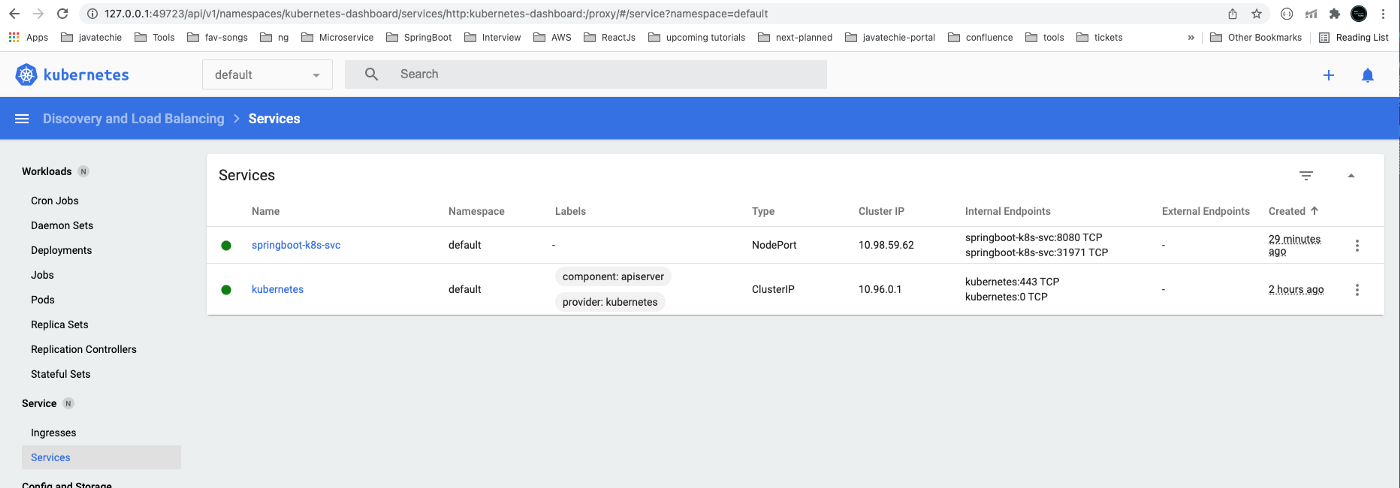 127.0.0.1:49723/api/v1/namespaces/kubernetes-dashboard/services/http:kubernetes-dashboard:/proxy/#/service?namespace=default
Apps javatechie Tools fav-songs ng Microservice SpringBoot Interview AWS ReactJs upcoming tutorials next-planned javatechie-portal confluence tools tickets » Other Bookmarks Reading List
kubernetes default Search
Discovery and Load Balancing > Services
Workloads N
Cron Jobs
Daemon Sets
Deployments
Jobs
Pods
Replica Sets
Replication Controllers
Stateful Sets
Service N
Ingresses
Services
Config and Storage
Services
Name Namespace Labels Type Cluster IP Internal Endpoints External Endpoints Created
springboot-k8s-svc default - NodePort 10.98.59.62 springboot-k8s-svc:8080 TCP - 29 minutes
springboot-k8s-svc:31971 TCP ago
component: apiserver
kubernetes default ClusterIP 10.96.0.1 kubernetes:443 TCP - 2 hours ago
provider: kubernetes kubernetes:0 TCP